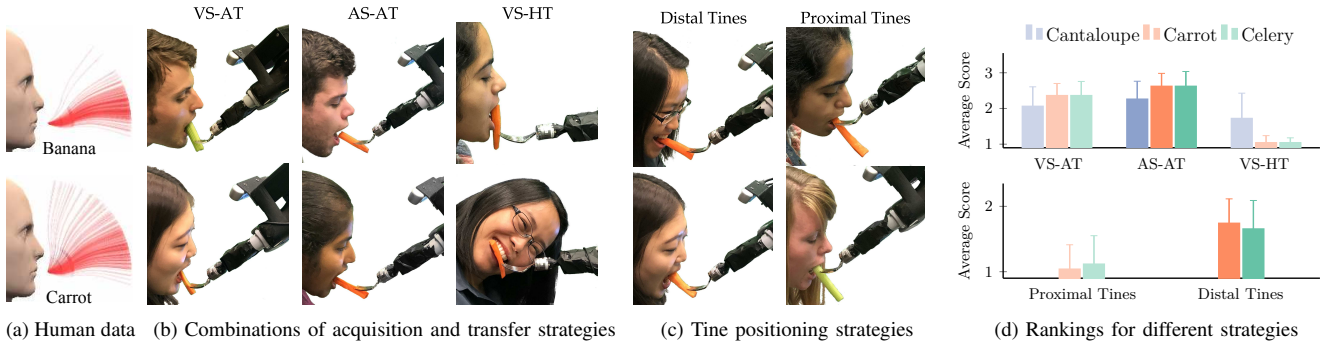 VS-AT AS-AT VS-HT
Banana
Carrot
(a) Human data
(b) Combinations of acquisition and transfer strategies
Distal Tines Proximal Tines
(c) Tine positioning strategies
Cantaloupe Carrot Celery
Average Score
3
2
1
VS-AT AS-AT VS-HT
Average Score
2
1
Proximal Tines Distal Tines
(d) Rankings for different strategies